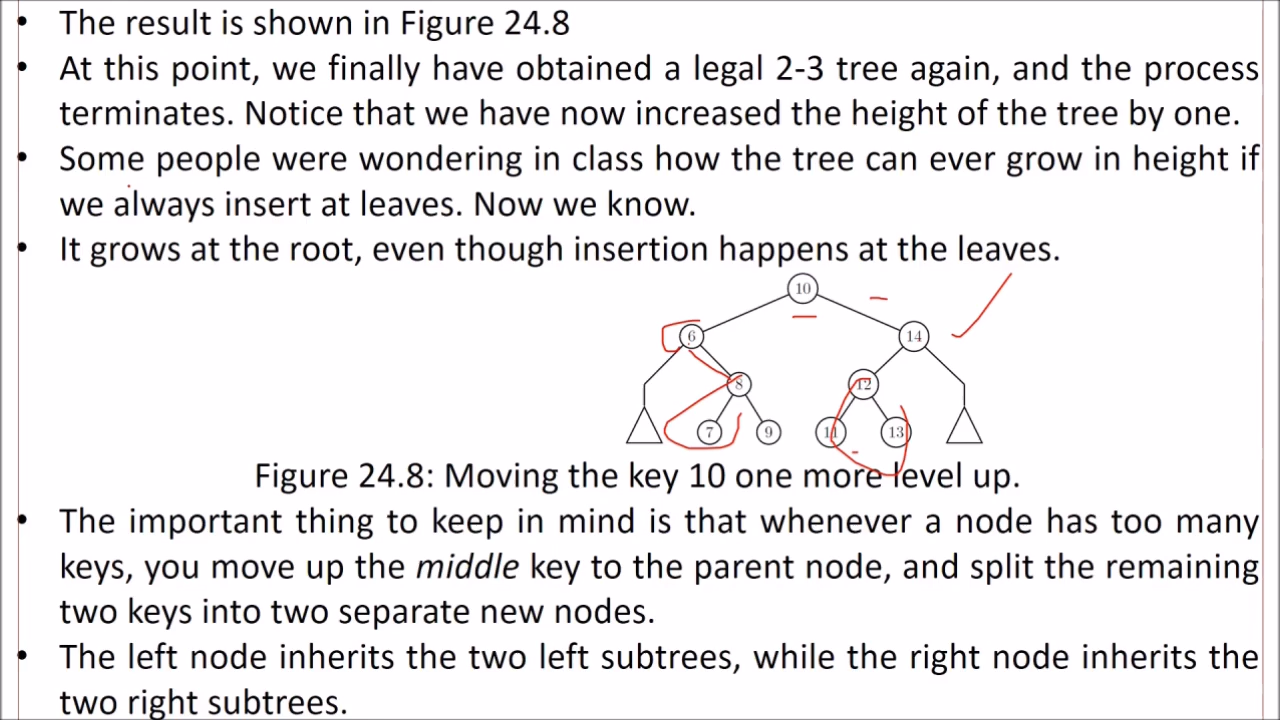 • The result is shown in Figure 24.8
• At this point, we finally have obtained a legal 2-3 tree again, and the process
terminates. Notice that we have now increased the height of the tree by one.
• Some people were wondering in class how the tree can ever grow in height if
we always insert at leaves. Now we know.
• It grows at the root, even though insertion happens at the leaves.
10
6 14
8 12
7 9 11 13
Figure 24.8: Moving the key 10 one more level up.
• The important thing to keep in mind is that whenever a node has too many
keys, you move up the middle key to the parent node, and split the remaining
two keys into two separate new nodes.
• The left node inherits the two left subtrees, while the right node inherits the
two right subtrees.